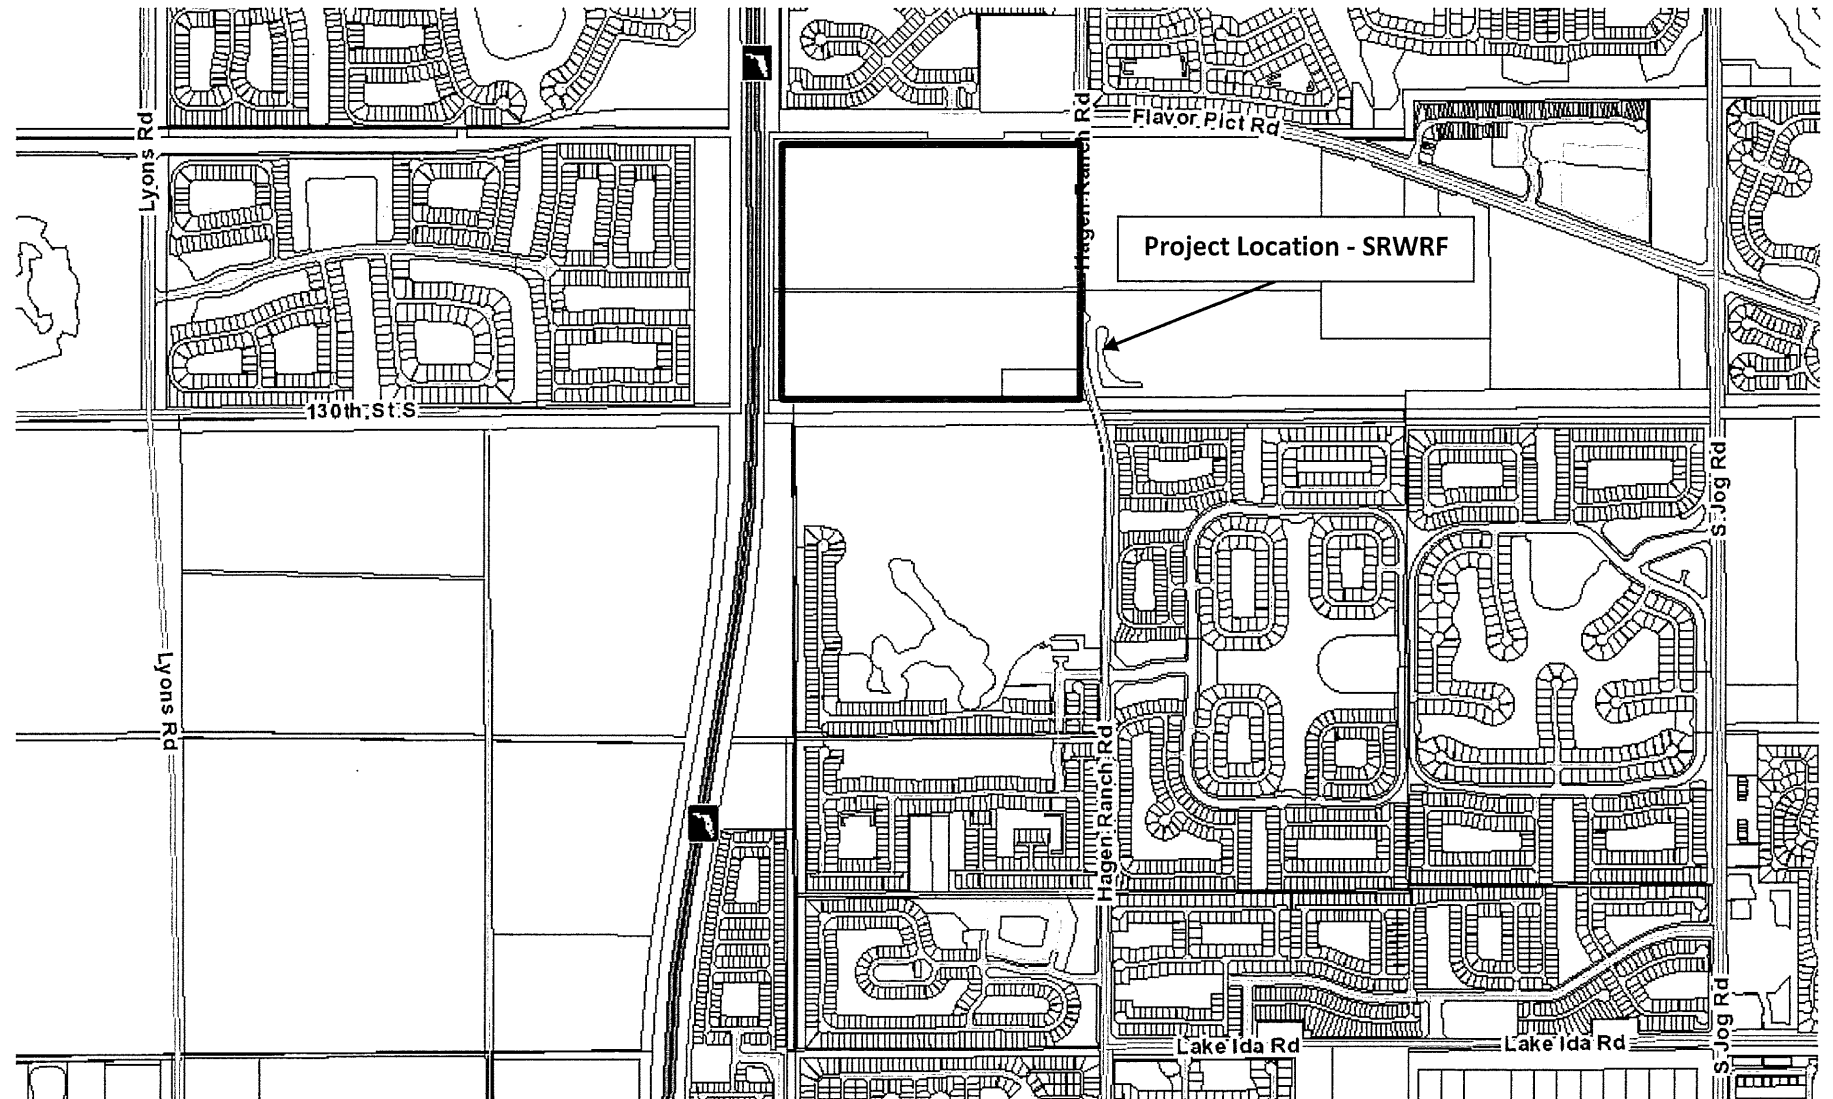 Lyons Rd
Hagen Ranch Rd
Flavor Pict Rd
Project Location - SRWRF
130th St S
S Jog Rd
Lyons Rd
Hagen Ranch Rd
S Jog Rd
Lake Ida Rd
Lake Ida Rd